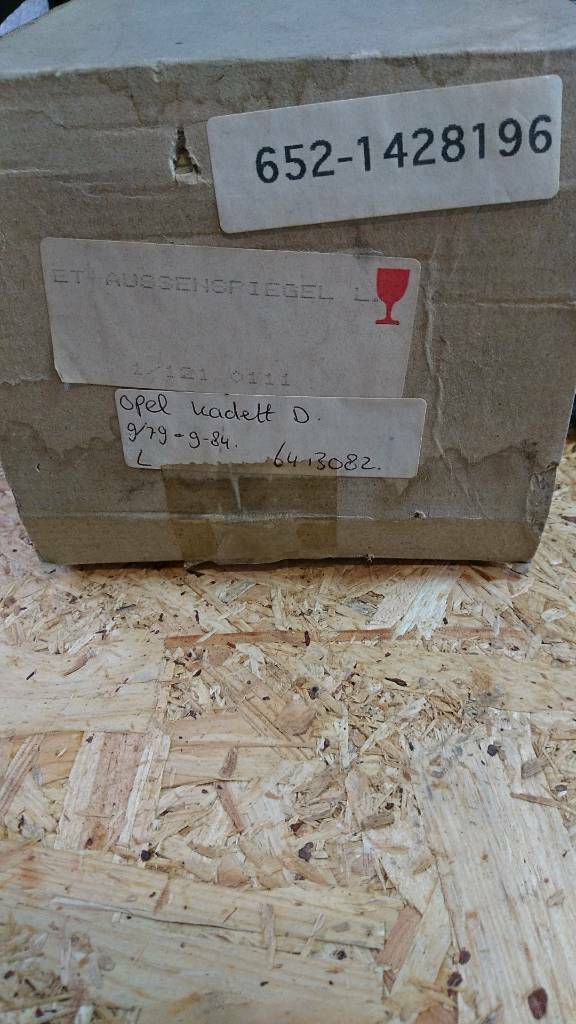 652-1428196
ET AUSSENSPIEGEL L.
1/121 0111
Opel Kadett D.
9/79-9-84.
L 6413082.